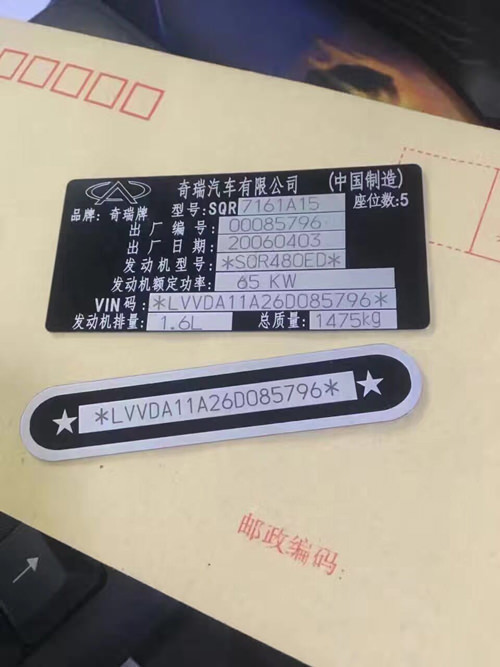 奇瑞汽车有限公司 (中国制造)
品牌: 奇瑞牌 型号:SQR 7161A15 座位数:5
出厂编号: 00085796
出厂日期: 20060403
发动机型号: *SQR480ED*
发动机额定功率: 65 KW
VIN码: *LVVDA11A26D085796*
发动机排量: 1.6L 总质量: 1475kg
*LVVDA11A26D085796*
邮政编码: